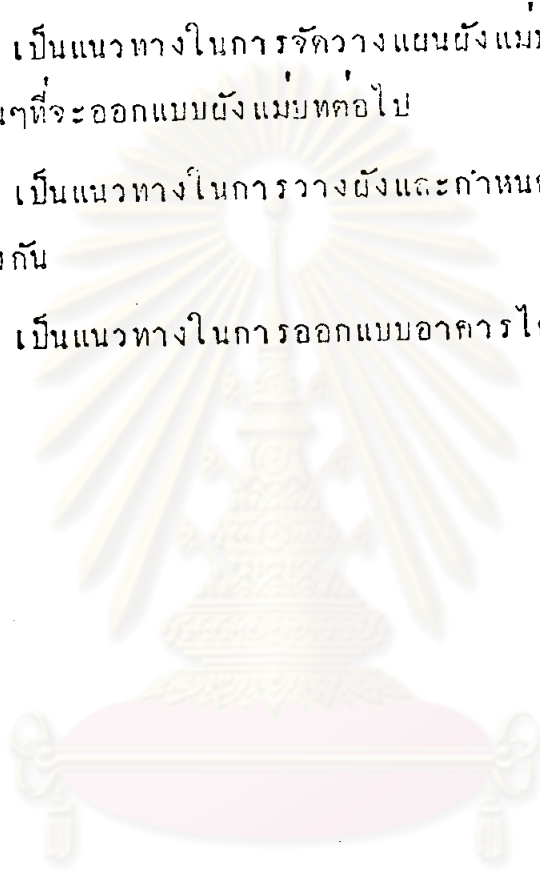 เป็นแนวทางในการจัดวางแผนผังแม่บ
นๆที่จะออกแบบผังแม่บทต่อไป
เป็นแนวทางในการวางผังและกำหน
งกัน
เป็นแนวทางในการออกแบบอาคารไ